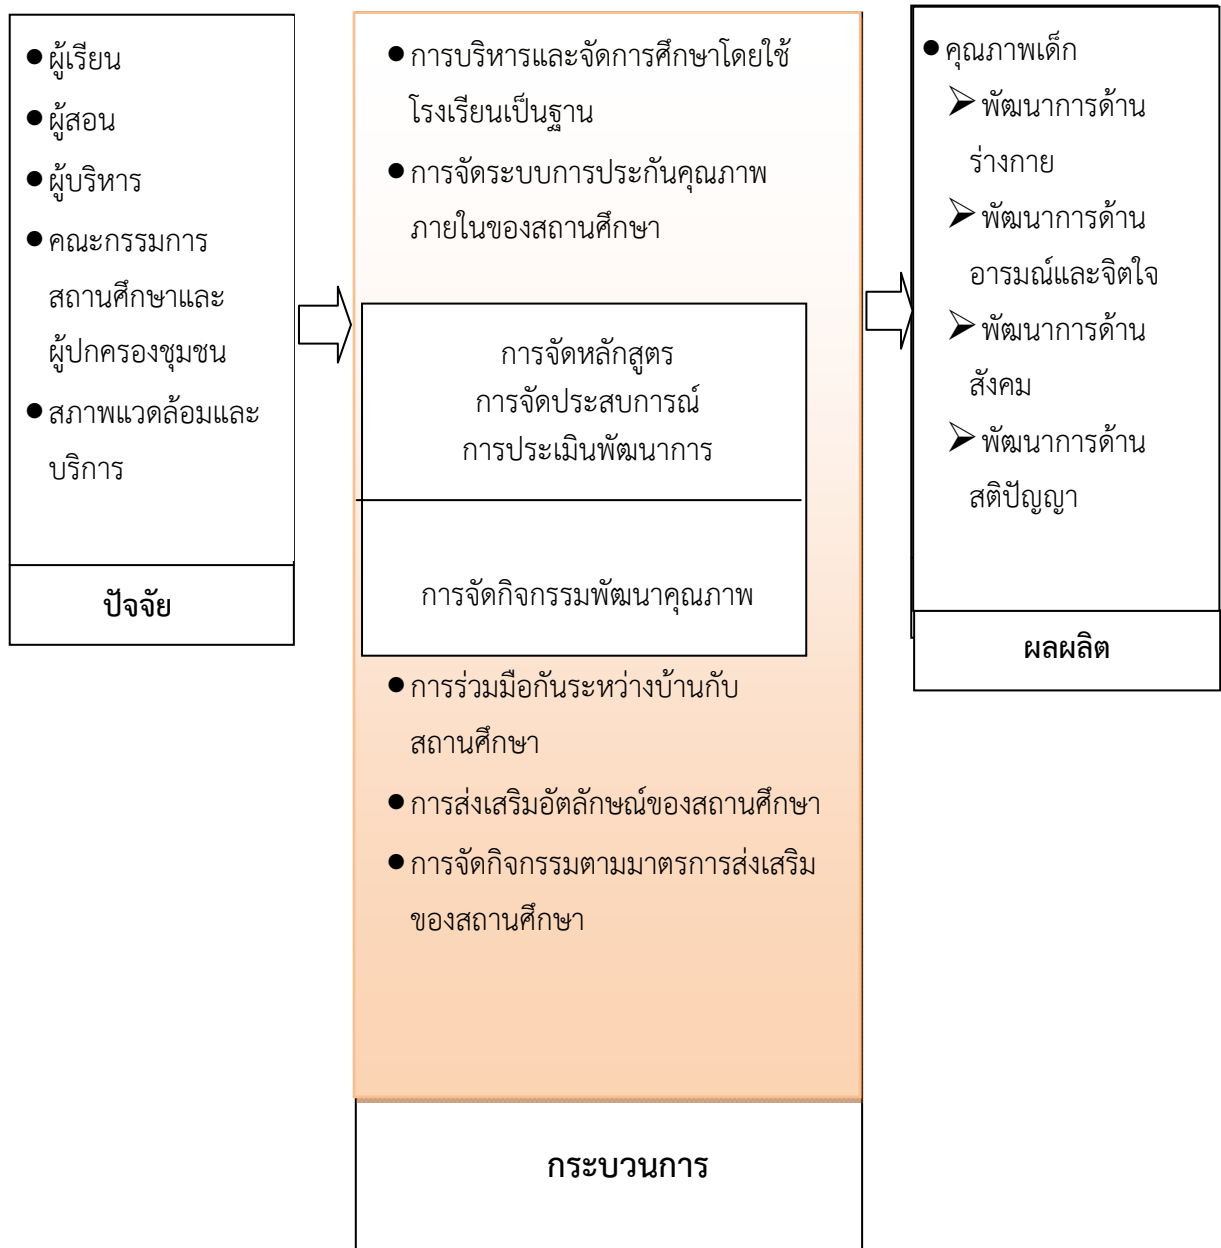 ●ผู้เรียน
●ผู้สอน
●ผู้บริหาร
●คณะกรรมการ
สถานศึกษาและ
ผู้ปกครองชุมชน
●สภาพแวดล้อมและ
บริการ
ปัจจัย
●การบริหารและจัดการศึกษาโดยใช้
โรงเรียนเป็นฐาน
●การจัดระบบการประกันคุณภาพ
ภายในของสถานศึกษา
การจัดหลักสูตร
การจัดประสบการณ์
การประเมินพัฒนาการ
การจัดกิจกรรมพัฒนาคุณภาพ
●การร่วมมือกันระหว่างบ้านกับ
สถานศึกษา
●การส่งเสริมอัตลักษณ์ของสถานศึกษา
●การจัดกิจกรรมตามมาตรการส่งเสริม
ของสถานศึกษา
กระบวนการ
●คุณภาพเด็ก
➢พัฒนาการด้าน
ร่างกาย
➢พัฒนาการด้าน
อารมณ์และจิตใจ
➢พัฒนาการด้าน
สังคม
➢พัฒนาการด้าน
สติปัญญา
ผลผลิต